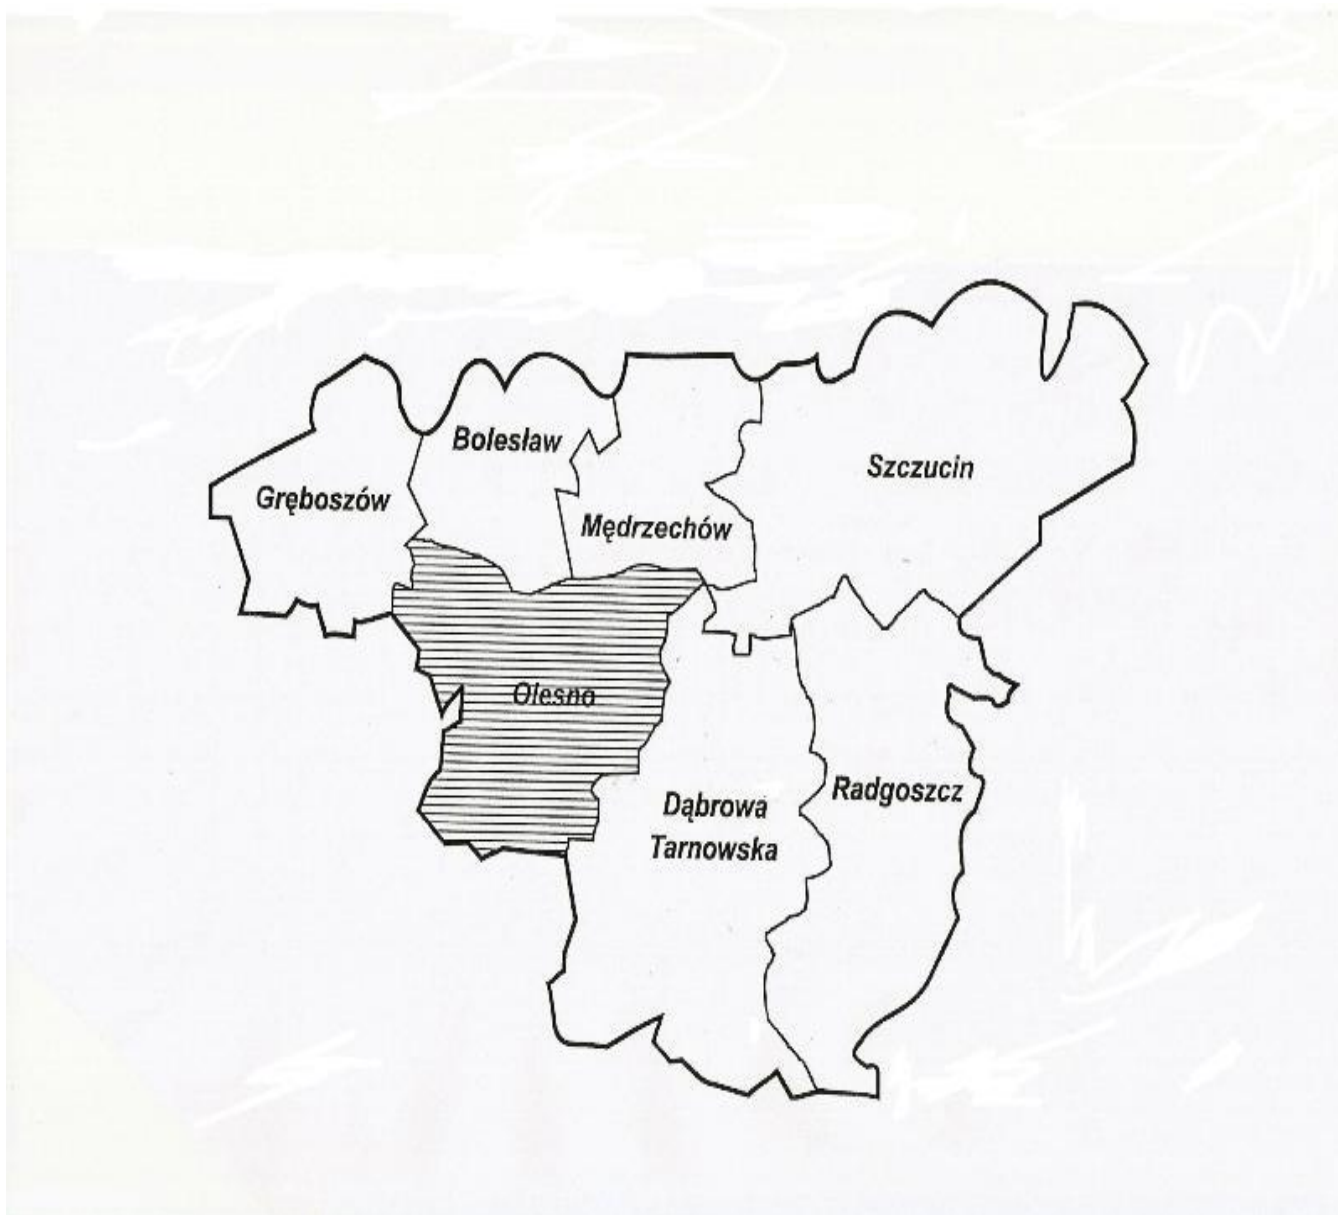 Bolesław
Szczucin
Gręboszów
Mędrzechów
Olesno
Radgoszcz
Dąbrowa
Tarnowska